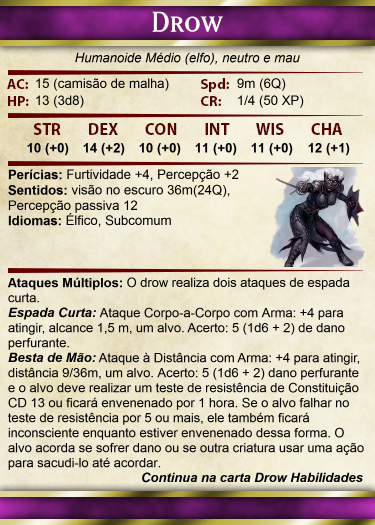 DROW
Humanoide Médio (elfo), neutro e mau
AC: 15 (camisão de malha) Spd: 9m (6Q)
HP: 13 (3d8) CR: 1/4 (50 XP)
STR DEX CON INT WIS CHA
10 (+0) 14 (+2) 10 (+0) 11 (+0) 11 (+0) 12 (+1)
Perícias: Furtividade +4, Percepção +2
Sentidos: visão no escuro 36m(24Q),
Percepção passiva 12
Idiomas: Élfico, Subcomum
Ataques Múltiplos: O drow realiza dois ataques de espada
curta.
Espada Curta: Ataque Corpo-a-Corpo com Arma: +4 para
atingir, alcance 1,5 m, um alvo. Acerto: 5 (1d6 + 2) de dano
perfurante.
Besta de Mão: Ataque à Distância com Arma: +4 para atingir,
distância 9/36m, um alvo. Acerto: 5 (1d6 + 2) dano perfurante
e o alvo deve realizar um teste de resistência de Constituição
CD 13 ou ficará envenenado por 1 hora. Se o alvo falhar no
teste de resistência por 5 ou mais, ele também ficará
inconsciente enquanto estiver envenenado dessa forma. O
alvo acorda se sofrer dano ou se outra criatura usar uma ação
para sacudi-lo até acordar.
Continua na carta Drow Habilidades